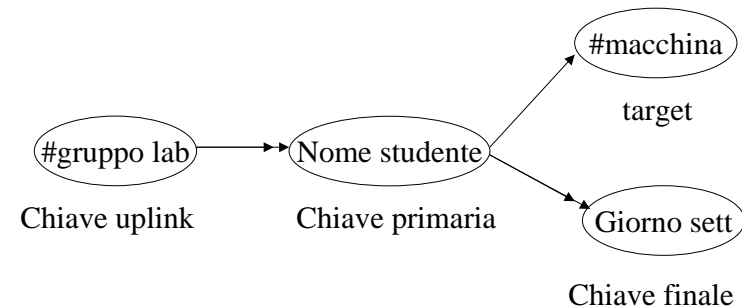 #macchina
target
#gruppo lab
Nome studente
Chiave uplink
Chiave primaria
Giorno sett
Chiave finale